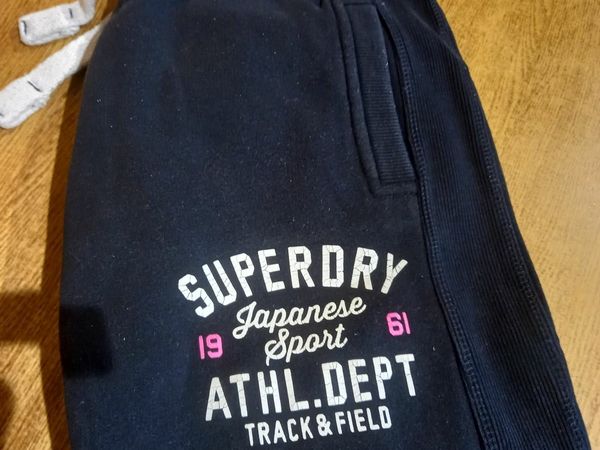 SUPERDRY
Japanese
19 Sport 61
ATHL.DEPT
TRACK & FIELD